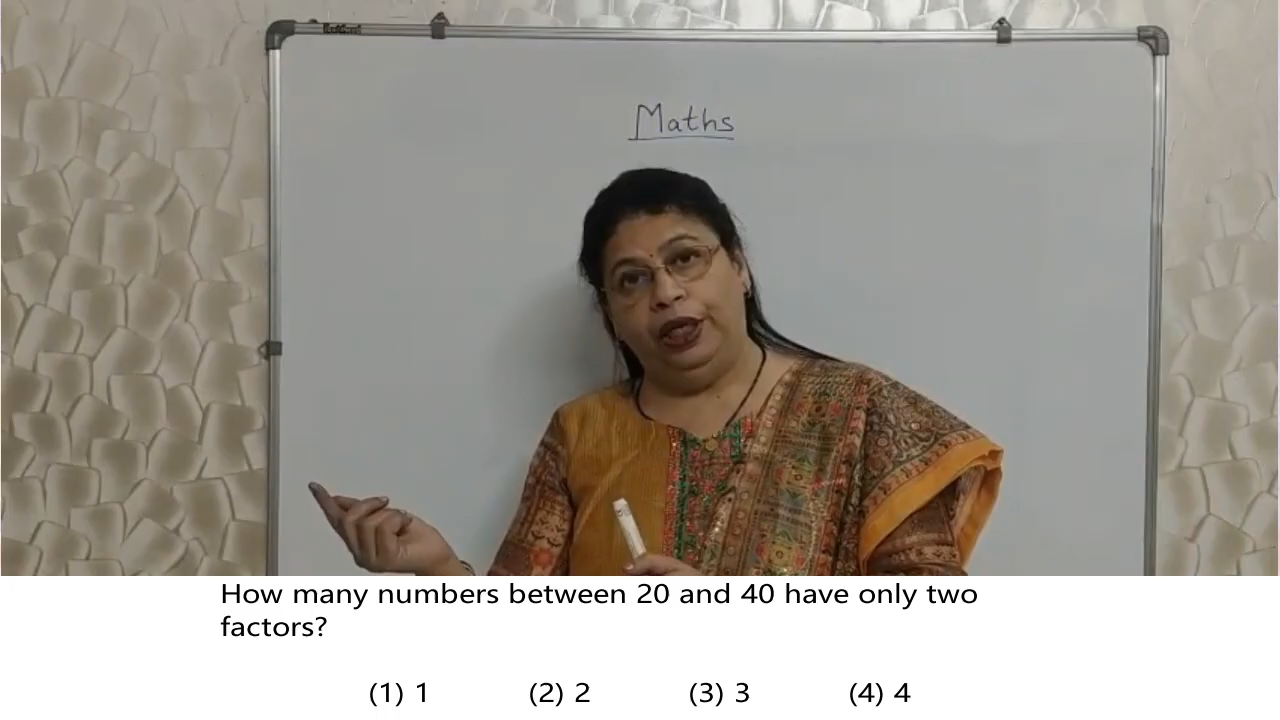 Maths
How many numbers between 20 and 40 have only two
factors?
(1) 1 (2) 2 (3) 3 (4) 4